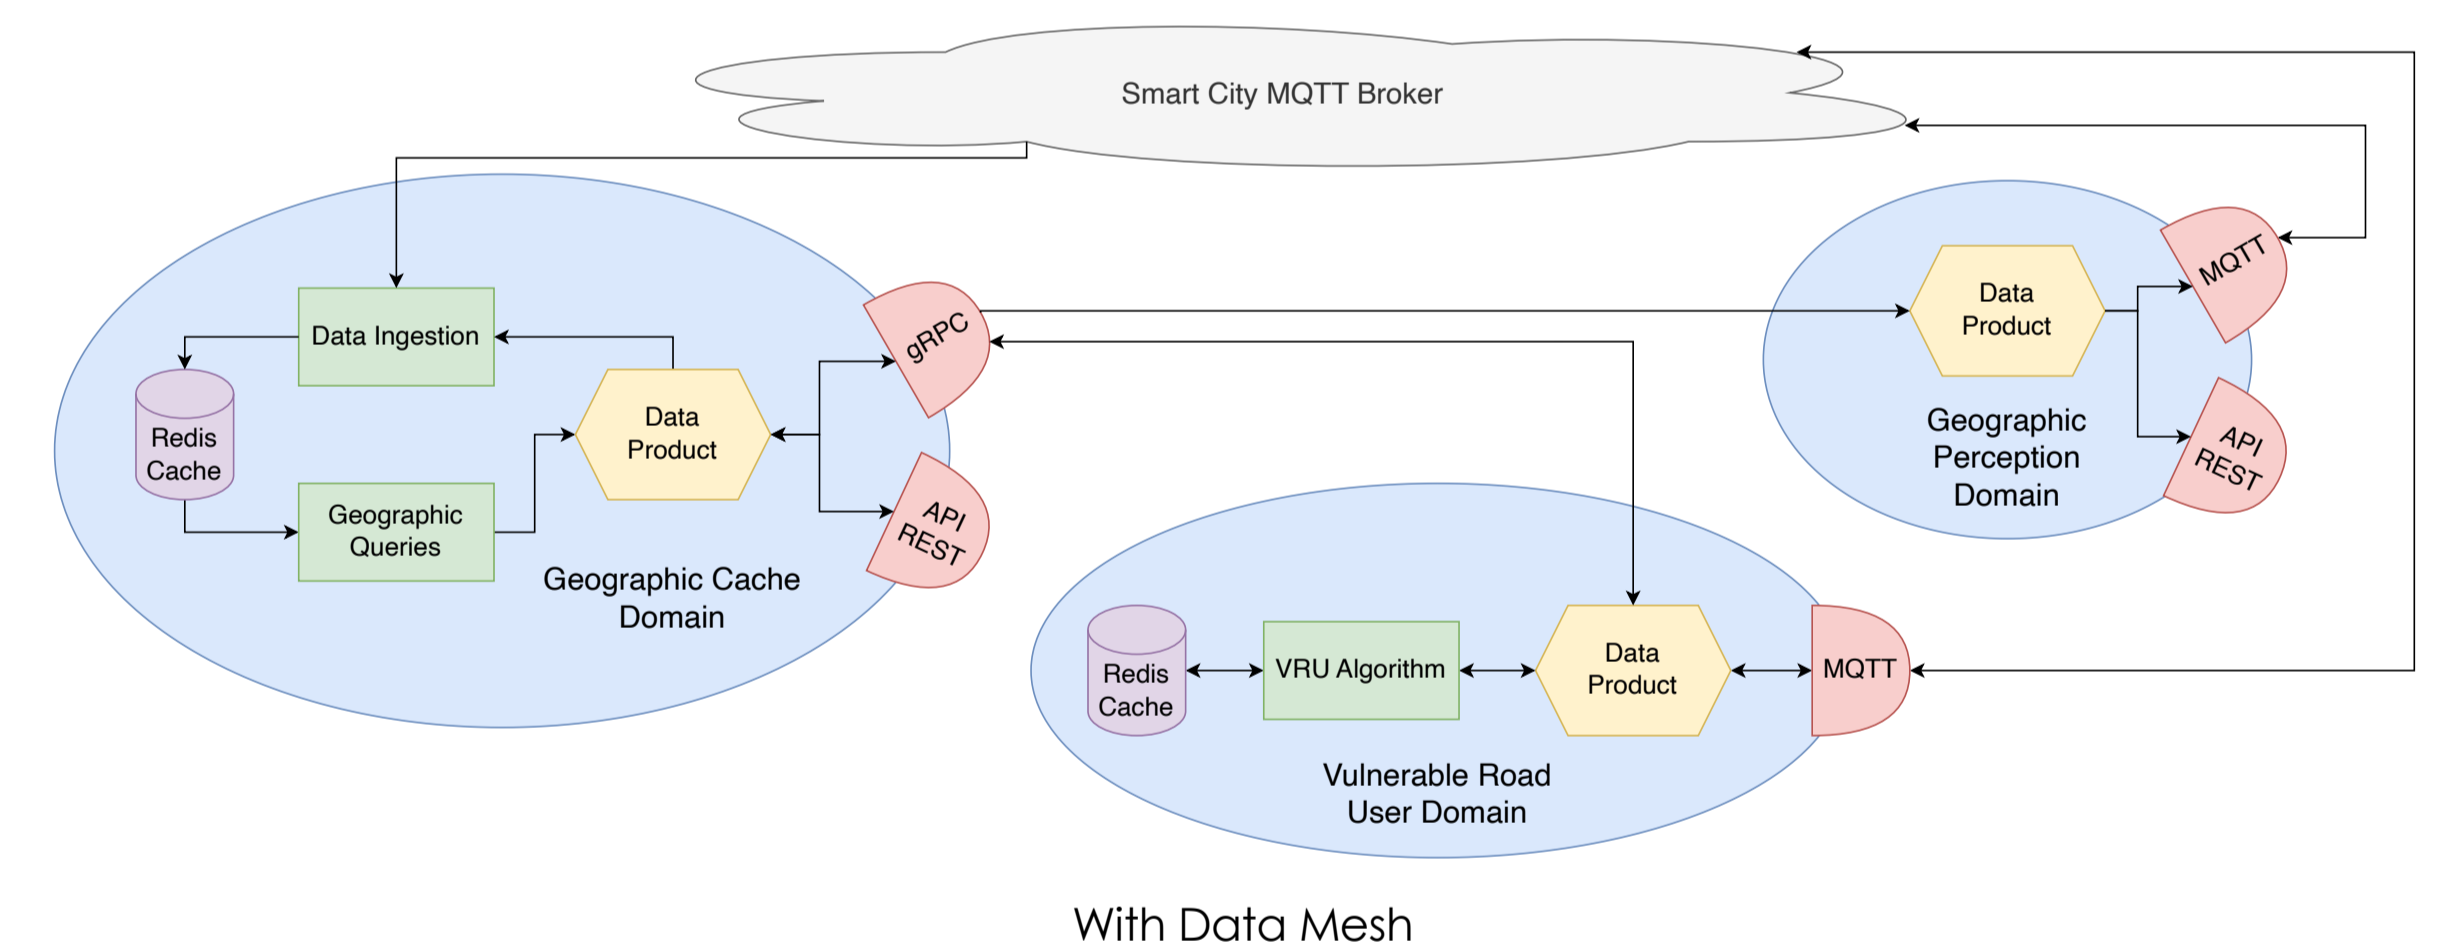 Smart City MQTT Broker
Data Ingestion
Redis
Cache
Geographic
Queries
Data
Product
gRPC
API
REST
Geographic Cache
Domain
Data
Product
MQTT
API
REST
Geographic
Perception
Domain
Redis
Cache
VRU Algorithm
Data
Product
MQTT
Vulnerable Road
User Domain
With Data Mesh